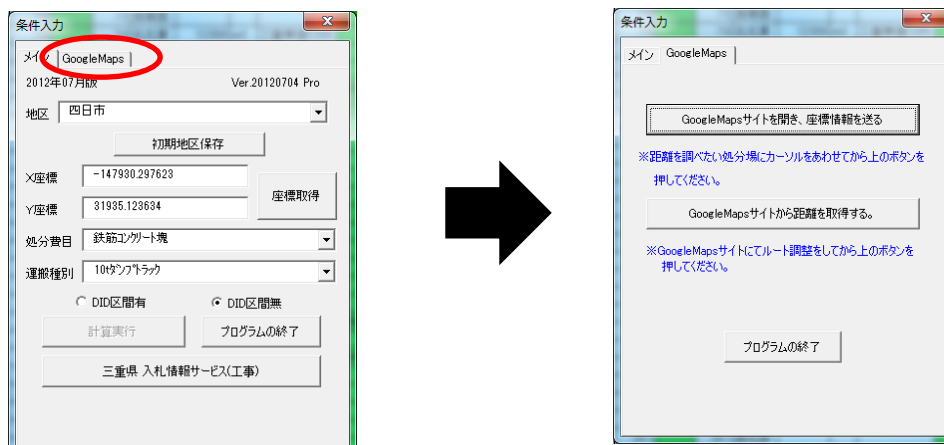 条件入力
メイン GoogleMaps
2012年07月版 Ver.20120704 Pro
地区 四日市
初期地区保存
X座標 -147930.297623
Y座標 31935.123634
座標取得
処分費目 鉄筋コンクリート塊
運搬種別 10tダンプトラック
DID区間有 DID区間無
計算実行 プログラムの終了
三重県 入札情報サービス(工事)
条件入力
メイン GoogleMaps
GoogleMapsサイトを開き、座標情報を送る
※距離を調べたい処分場にカーソルをあわせてから上のボタンを
押してください。
GoogleMapsサイトから距離を取得する。
※GoogleMapsサイトにてルート調整をしてから上のボタンを
押してください。
プログラムの終了